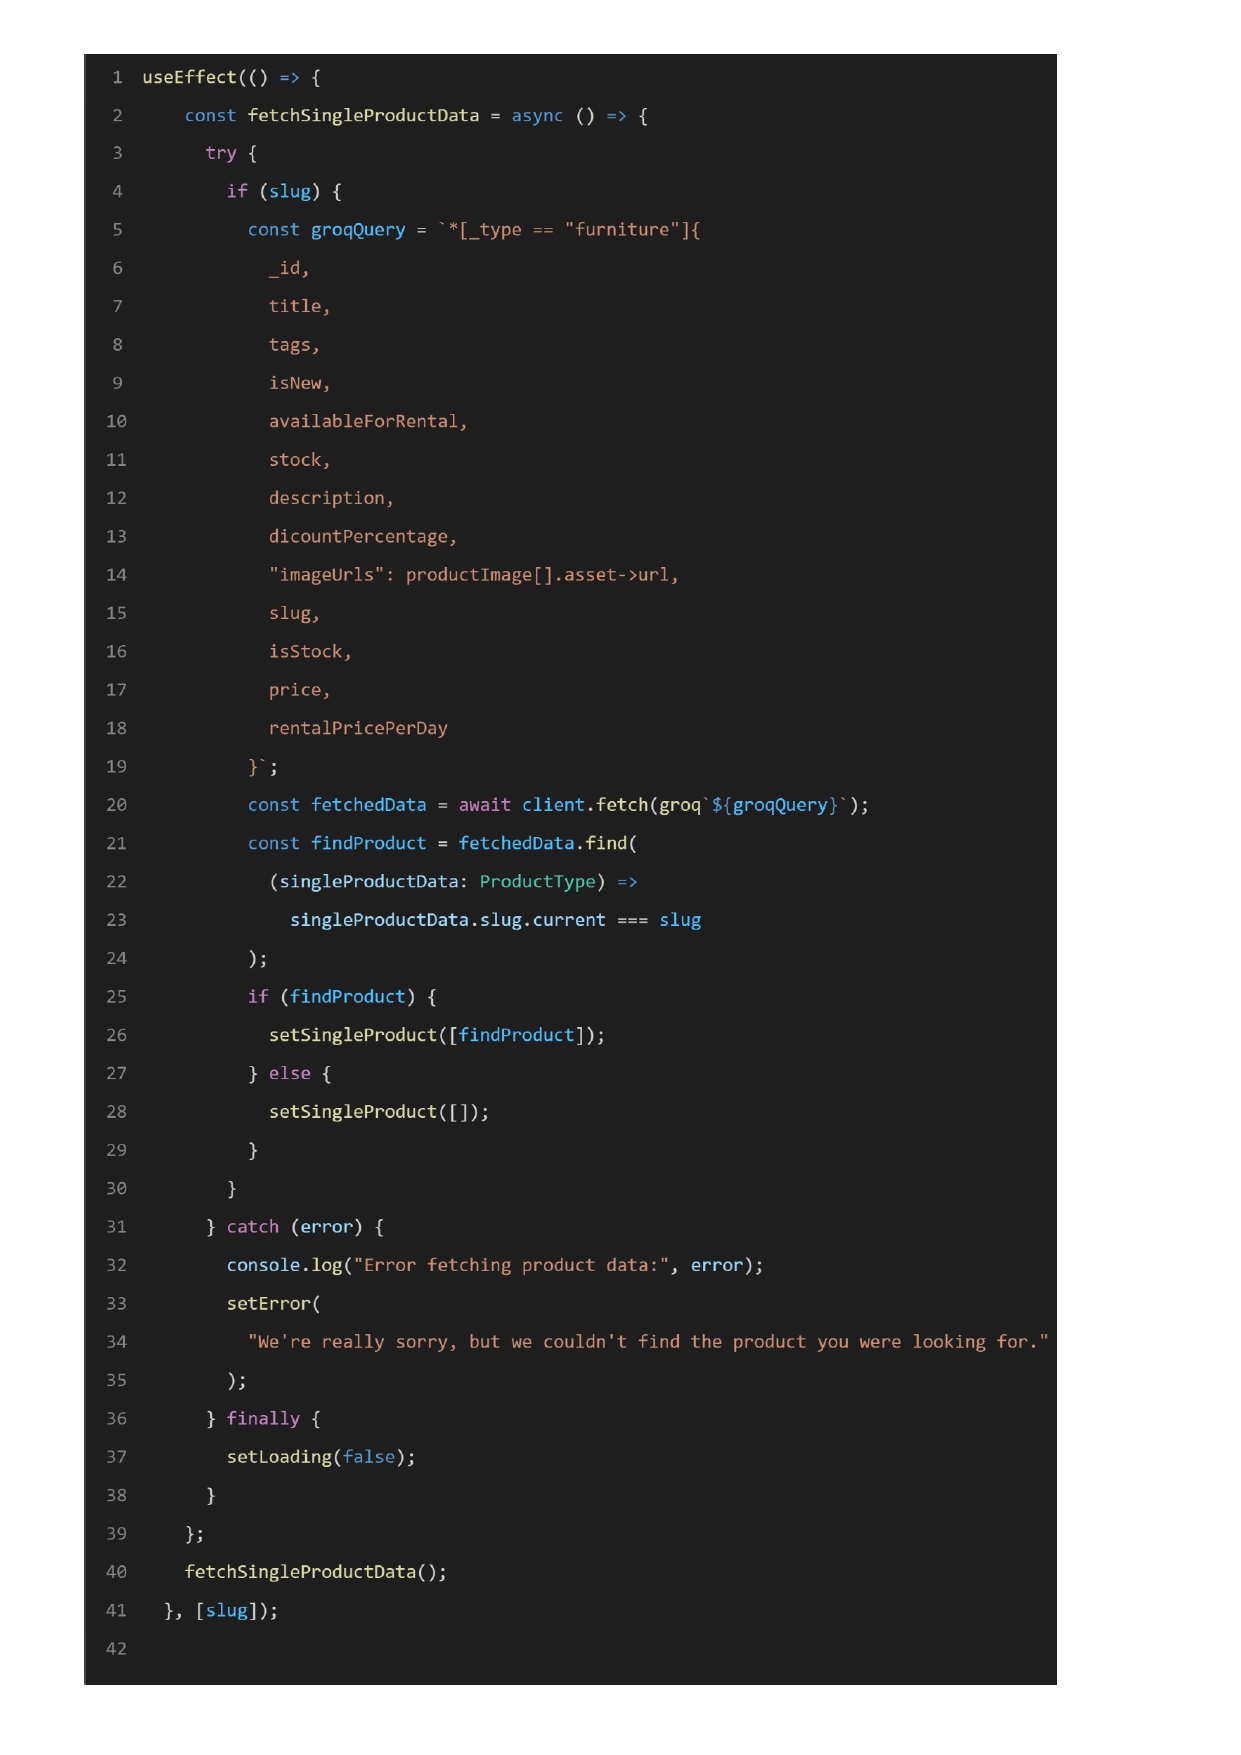 1 useEffect(() => {
2 const fetchSingleProductData = async () => {
3 try {
4 if (slug) {
5 const groqQuery = `*[_type == "furniture"]{
6 _id,
7 title,
8 tags,
9 isNew,
10 availableForRental,
11 stock,
12 description,
13 dicountPercentage,
14 "imageUrls": productImage[].asset->url,
15 slug,
16 isStock,
17 price,
18 rentalPricePerDay
19 }`;
20 const fetchedData = await client.fetch(groq`${groqQuery}`);
21 const findProduct = fetchedData.find(
22 (singleProductData: ProductType) =>
23 singleProductData.slug.current === slug
24 );
25 if (findProduct) {
26 setSingleProduct([findProduct]);
27 } else {
28 setSingleProduct([]);
29 }
30 }
31 } catch (error) {
32 console.log("Error fetching product data:", error);
33 setError(
34 "We're really sorry, but we couldn't find the product you were looking for."
35 );
36 } finally {
37 setLoading(false);
38 }
39 };
40 fetchSingleProductData();
41 }, [slug]);
42